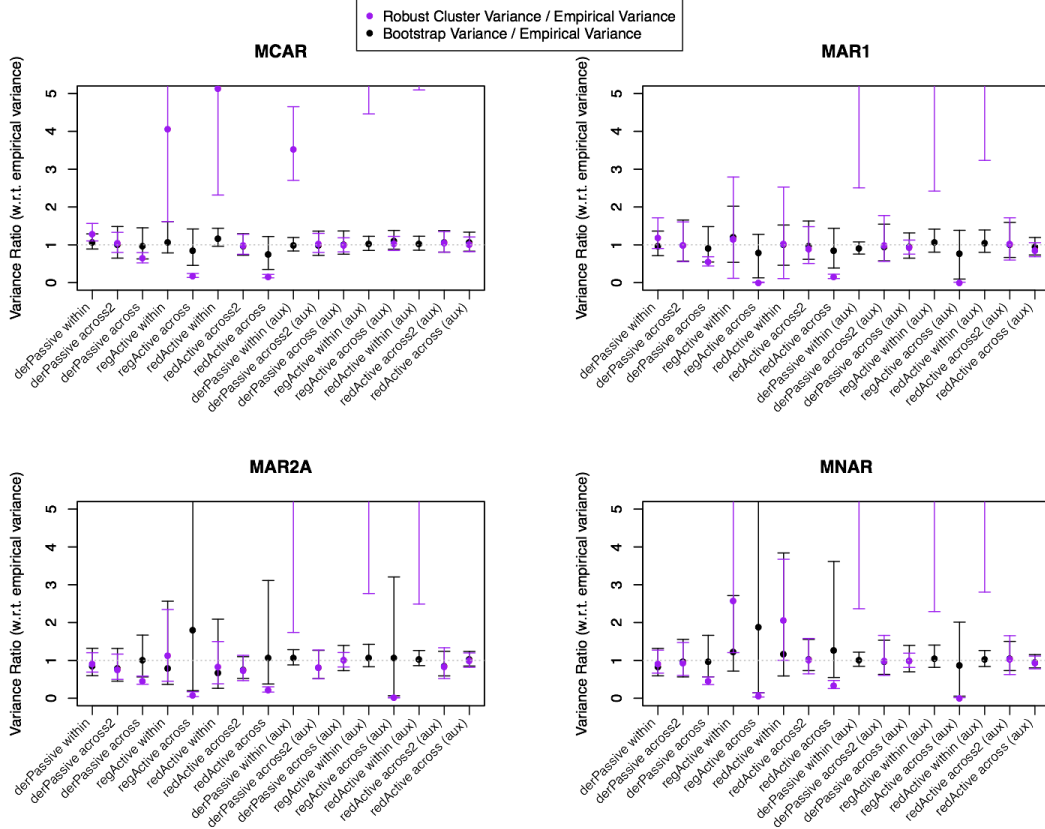 Robust Cluster Variance / Empirical Variance
Bootstrap Variance / Empirical Variance
MCAR
Variance Ratio (w.r.t. empirical variance)
5
4
3
2
1
0
derPassive within
derPassive across2
derPassive across
regActive within
regActive across
redActive within
redActive across2
redActive across
derPassive within (aux)
derPassive across2 (aux)
derPassive across (aux)
regActive within (aux)
regActive across (aux)
redActive within (aux)
redActive across2 (aux)
redActive across (aux)
MAR1
Variance Ratio (w.r.t. empirical variance)
5
4
3
2
1
0
derPassive within
derPassive across2
derPassive across
regActive within
regActive across
redActive within
redActive across2
redActive across
derPassive within (aux)
derPassive across2 (aux)
derPassive across (aux)
regActive within (aux)
regActive across (aux)
redActive within (aux)
redActive across2 (aux)
redActive across (aux)
MAR2A
Variance Ratio (w.r.t. empirical variance)
5
4
3
2
1
0
derPassive within
derPassive across2
derPassive across
regActive within
regActive across
redActive within
redActive across2
redActive across
derPassive within (aux)
derPassive across2 (aux)
derPassive across (aux)
regActive within (aux)
regActive across (aux)
redActive within (aux)
redActive across2 (aux)
redActive across (aux)
MNAR
Variance Ratio (w.r.t. empirical variance)
5
4
3
2
1
0
derPassive within
derPassive across2
derPassive across
regActive within
regActive across
redActive within
redActive across2
redActive across
derPassive within (aux)
derPassive across2 (aux)
derPassive across (aux)
regActive within (aux)
regActive across (aux)
redActive within (aux)
redActive across2 (aux)
redActive across (aux)